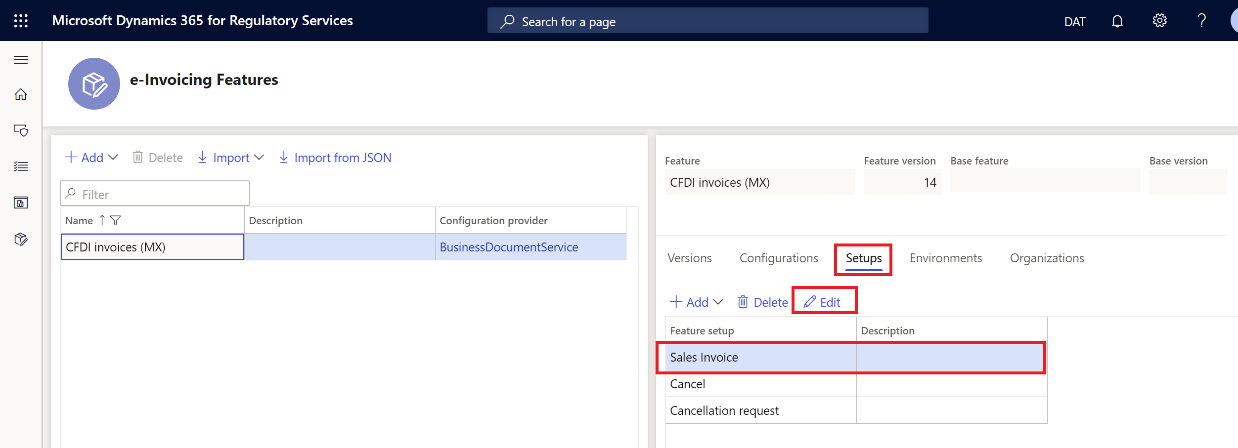 Microsoft Dynamics 365 for Regulatory Services
Search for a page
DAT
?
e-Invoicing Features
Add
Delete
Import
Import from JSON
Filter
Name
Description
Configuration provider
CFDI invoices (MX)
BusinessDocumentService
Feature
Feature version
Base feature
Base version
CFDI invoices (MX)
14
Versions
Configurations
Setups
Environments
Organizations
Add
Delete
Edit
Feature setup
Description
Sales Invoice
Cancel
Cancellation request